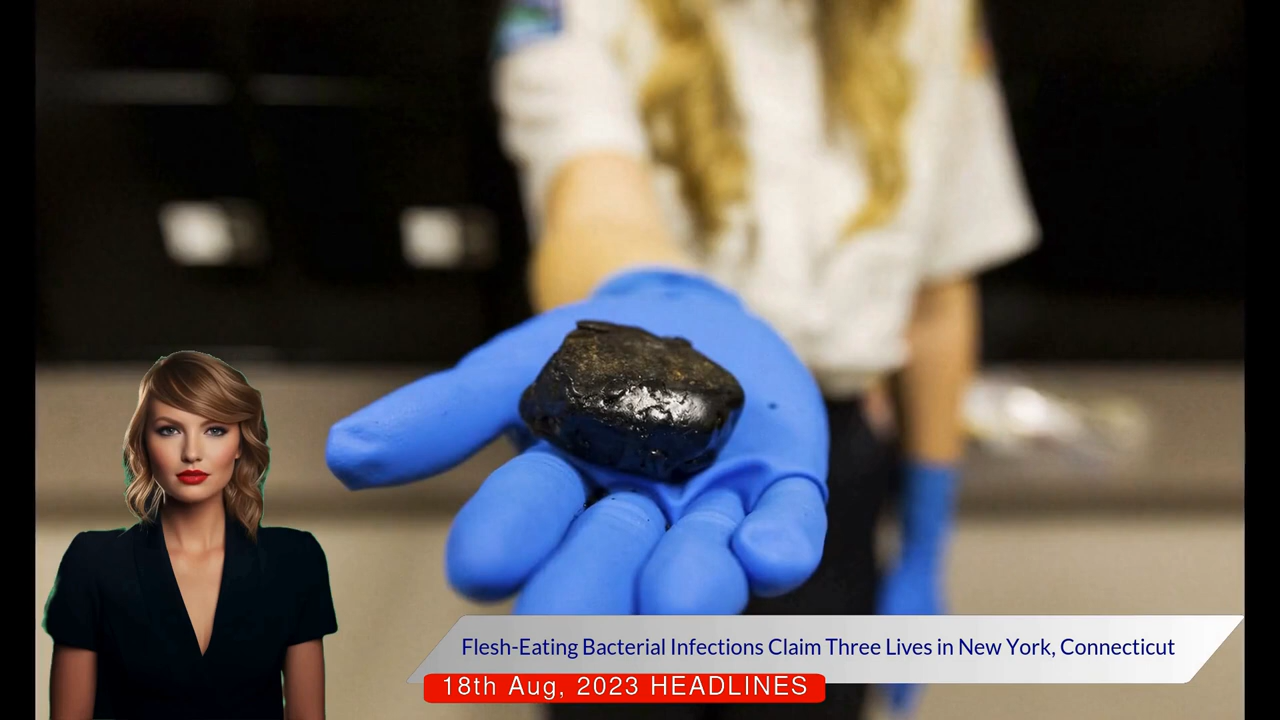 Flesh-Eating Bacterial Infections Claim Three Lives in New York, Connecticut
18th Aug, 2023 HEADLINES